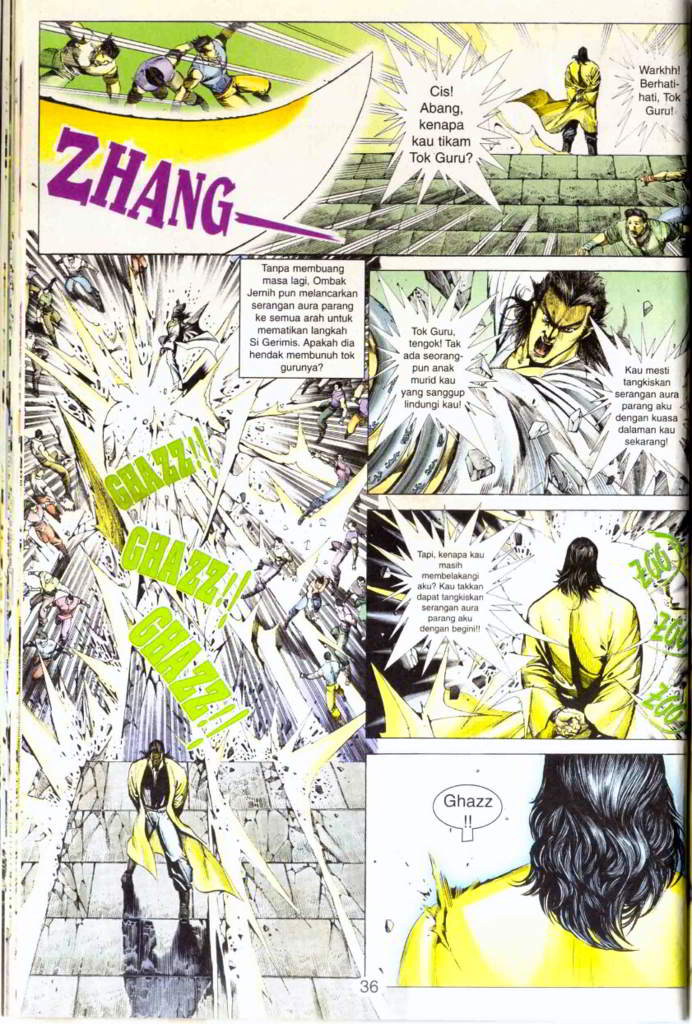 Cis!
Abang,
kenapa
kau tikam
Tok Guru?
Warkhh!
Berhati-
hati, Tok
Guru!
ZHANG
Tanpa membuang
masa lagi, Ombak
Jernih pun melancarkan
serangan aura parang
ke semua arah untuk
mematikan langkah
Si Gerimis. Apakah dia
hendak membunuh tok
gurunya?
GHAZZ!!
GHAZZ!!
GHAZZ!!
Tok Guru,
tengok! Tak
ada seorang-
pun anak
murid kau
yang sanggup
lindungi kau!
Kau mesti
tangkiskan
serangan aura
parang aku
dengan kuasa
dalaman kau
sekarang!
Tapi, kenapa kau
masih
membelakangi
aku? Kau takkan
dapat tangkiskan
serangan aura
parang aku
dengan begini!!
Ghazz
!!
36